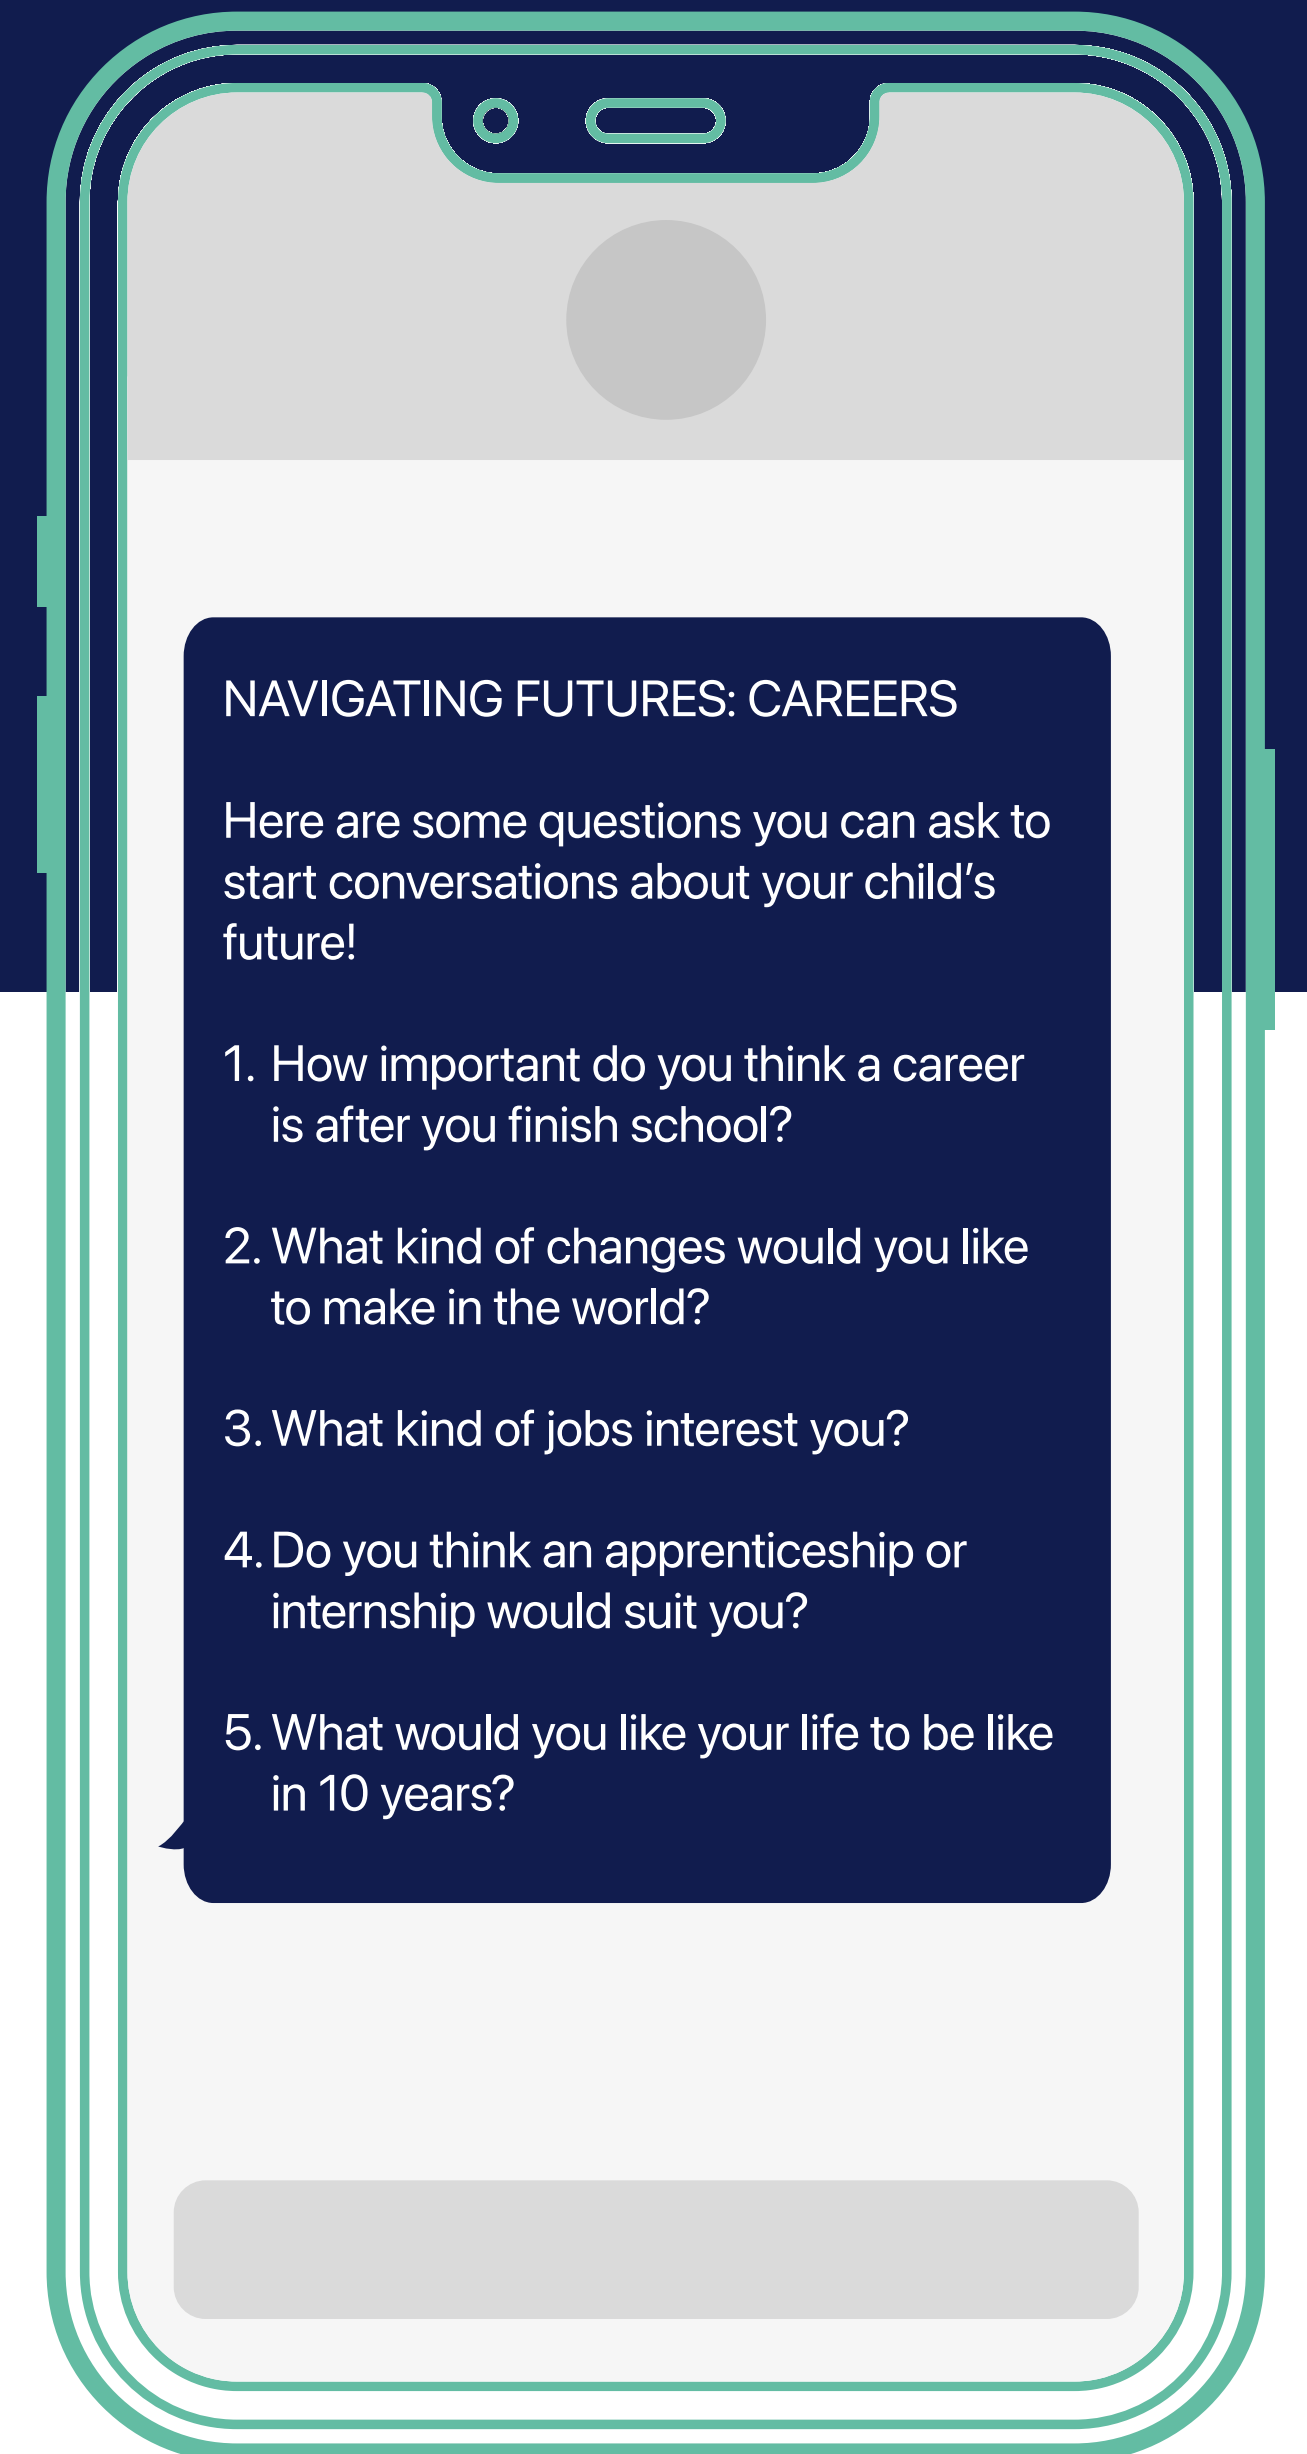 NAVIGATING FUTURES: CAREERS
Here are some questions you can ask to
start conversations about your child’s
future!
1. How important do you think a career
is after you finish school?
2. What kind of changes would you like
to make in the world?
3. What kind of jobs interest you?
4. Do you think an apprenticeship or
internship would suit you?
5. What would you like your life to be like
in 10 years?